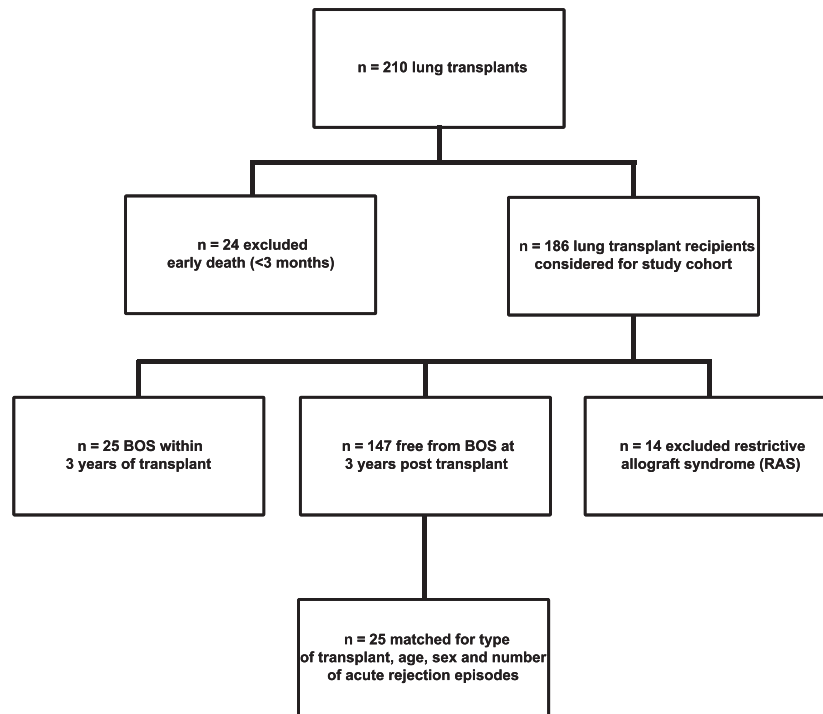 n = 210 lung transplants
n = 24 excluded
early death (<3 months)
n = 186 lung transplant recipients
considered for study cohort
n = 25 BOS within
3 years of transplant
n = 147 free from BOS at
3 years post transplant
n = 14 excluded restrictive
allograft syndrome (RAS)
n = 25 matched for type
of transplant, age, sex and number
of acute rejection episodes